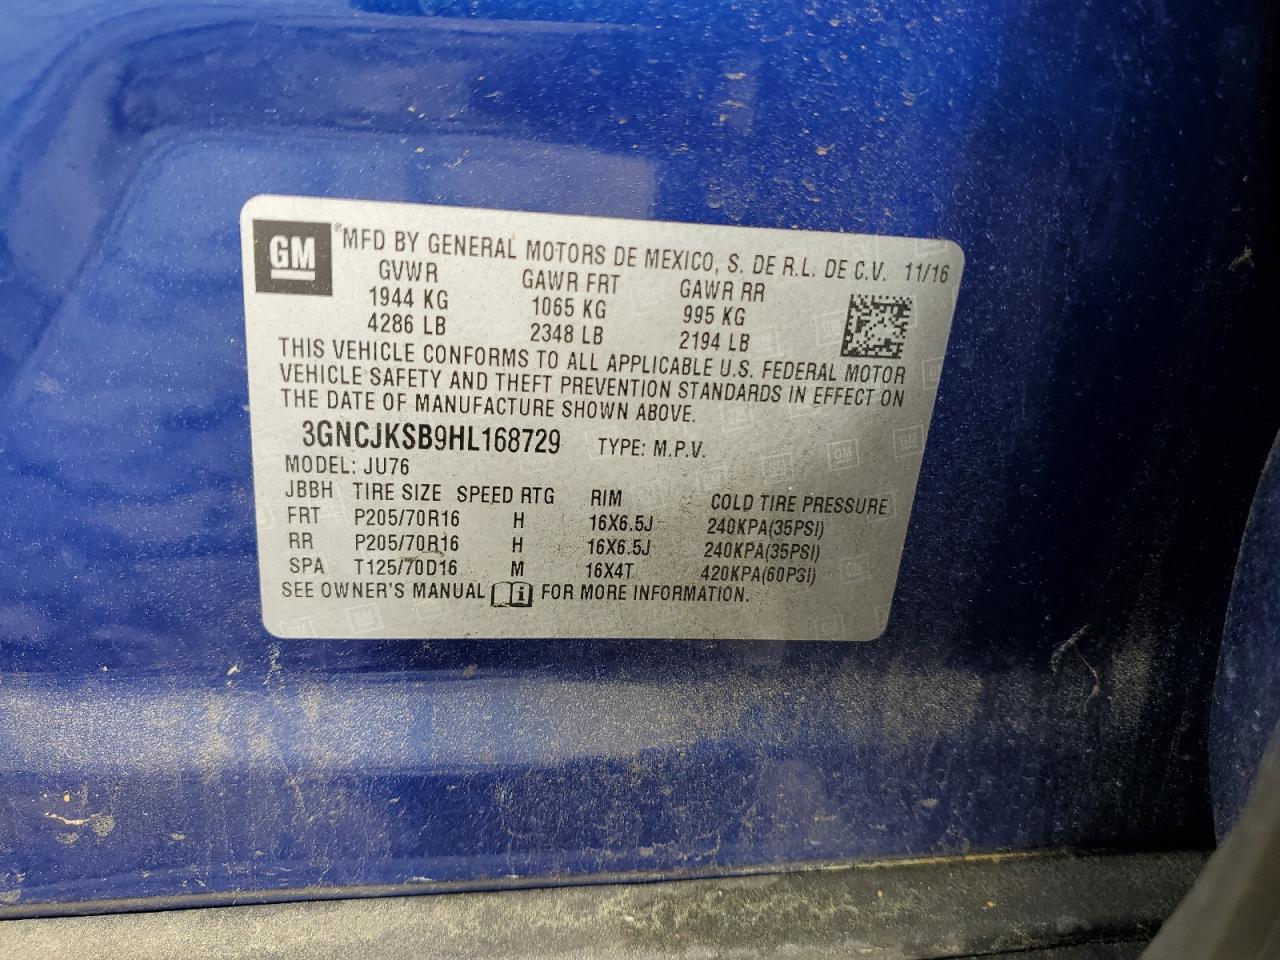 GM ® MFD BY GENERAL MOTORS DE MEXICO, S. DE R.L. DE C.V. 11/16
GVWR GAWR FRT GAWR RR
1944 KG 1065 KG 995 KG
4286 LB 2348 LB 2194 LB
THIS VEHICLE CONFORMS TO ALL APPLICABLE U.S. FEDERAL MOTOR
VEHICLE SAFETY AND THEFT PREVENTION STANDARDS IN EFFECT ON
THE DATE OF MANUFACTURE SHOWN ABOVE.
3GNCJKSB9HL168729 TYPE: M.P.V.
MODEL: JU76
JBBH TIRE SIZE SPEED RTG RIM COLD TIRE PRESSURE
FRT P205/70R16 H 16X6.5J 240KPA(35PSI)
RR P205/70R16 H 16X6.5J 240KPA(35PSI)
SPA T125/70D16 M 16X4T 420KPA(60PSI)
SEE OWNER'S MANUAL i FOR MORE INFORMATION.